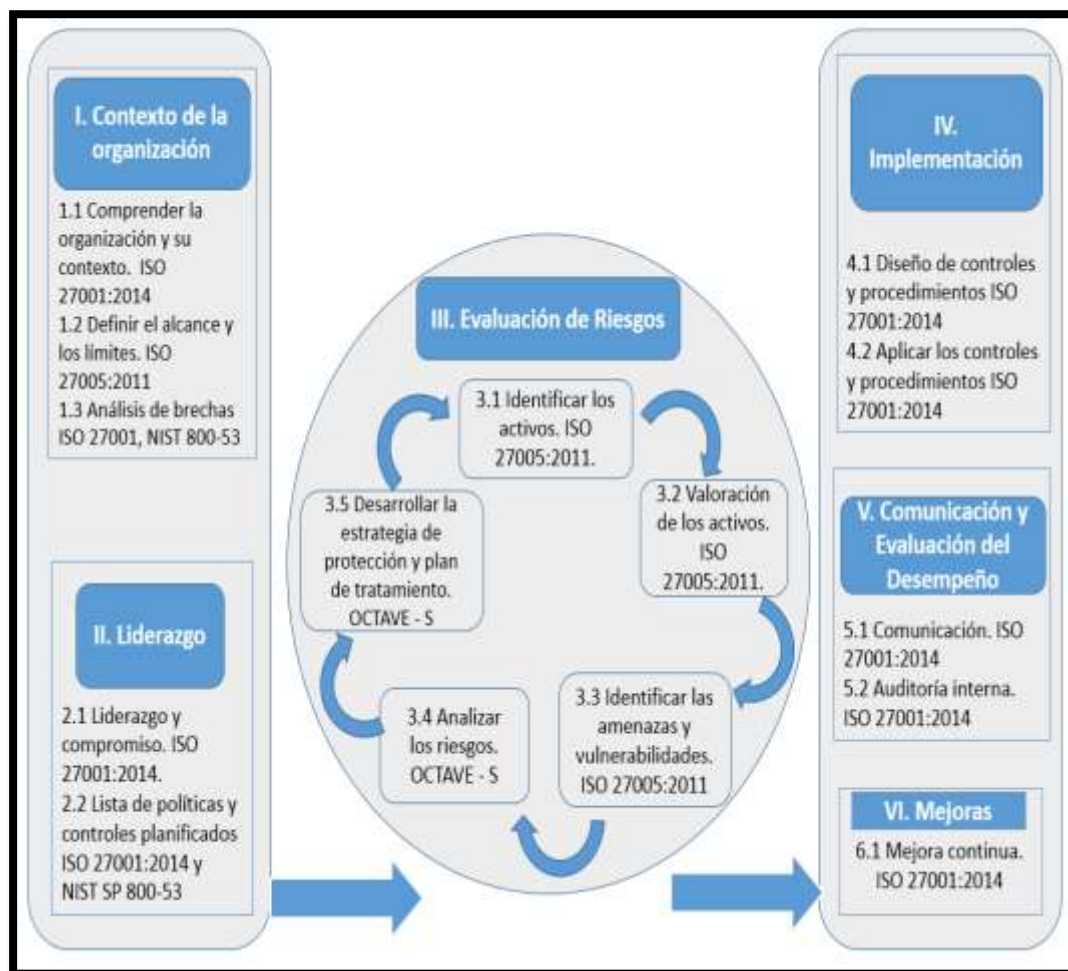 I. Contexto de la
organización
1.1 Comprender la
organización y su
contexto. ISO
27001:2014
1.2 Definir el alcance y
los límites. ISO
27005:2011
1.3 Análisis de brechas
ISO 27001, NIST 800-53
II. Liderazgo
2.1 Liderazgo y
compromiso. ISO
27001:2014.
2.2 Lista de políticas y
controles planificados
ISO 27001:2014 y
NIST SP 800-53
III. Evaluación de Riesgos
3.1 Identificar los
activos. ISO
27005:2011.
3.2 Valoración
de los activos.
ISO
27005:2011.
3.3 Identificar las
amenazas y
vulnerabilidades.
ISO 27005:2011
3.4 Analizar
los riesgos.
OCTAVE - S
3.5 Desarrollar la
estrategia de
protección y plan
de tratamiento.
OCTAVE - S
IV.
Implementación
4.1 Diseño de controles
y procedimientos ISO
27001:2014
4.2 Aplicar los controles
y procedimientos ISO
27001:2014
V. Comunicación y
Evaluación del
Desempeño
5.1 Comunicación. ISO
27001:2014
5.2 Auditoría interna.
ISO 27001:2014
VI. Mejoras
6.1 Mejora continua.
ISO 27001:2014